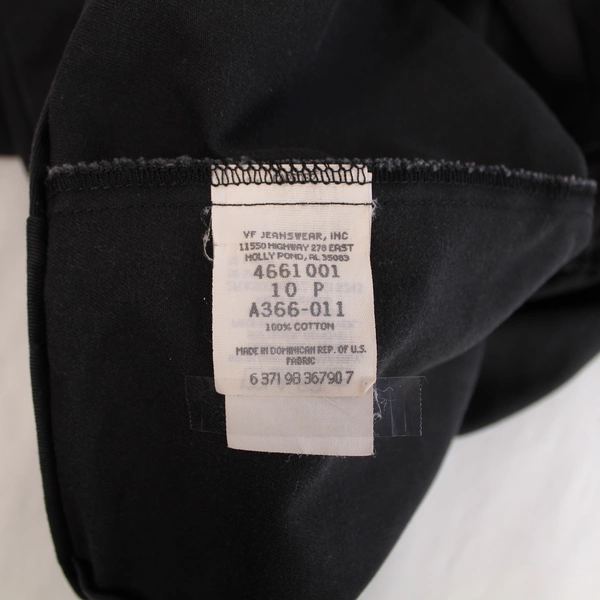 VF JEANSWEAR, INC
11550 HIGHWAY 278 EAST
HOLLY POND, AL 35083
4661001
10 P
A366-011
100% COTTON
MADE IN DOMINICAN REP. OF U.S.
FABRIC
6 371 98 36790 7